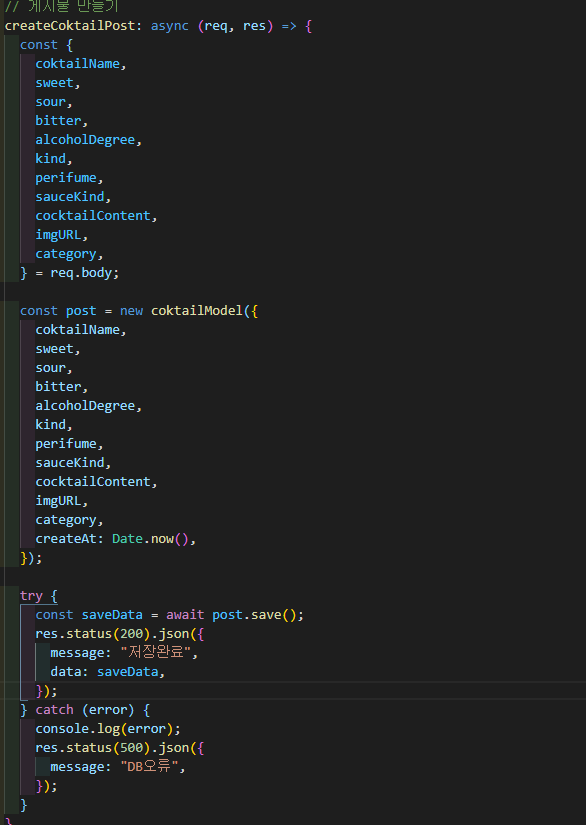 // 게시물 만들기
createCoktailPost: async (req, res) => {
const {
coktailName,
sweet,
sour,
bitter,
alcoholDegree,
kind,
perifume,
sauceKind,
cocktailContent,
imgURL,
category,
} = req.body;
const post = new coktailModel({
coktailName,
sweet,
sour,
bitter,
alcoholDegree,
kind,
perifume,
sauceKind,
cocktailContent,
imgURL,
category,
createAt: Date.now(),
});
try {
const saveData = await post.save();
res.status(200).json({
message: "저장완료",
data: saveData,
});
} catch (error) {
console.log(error);
res.status(500).json({
message: "DB오류",
});
}
}